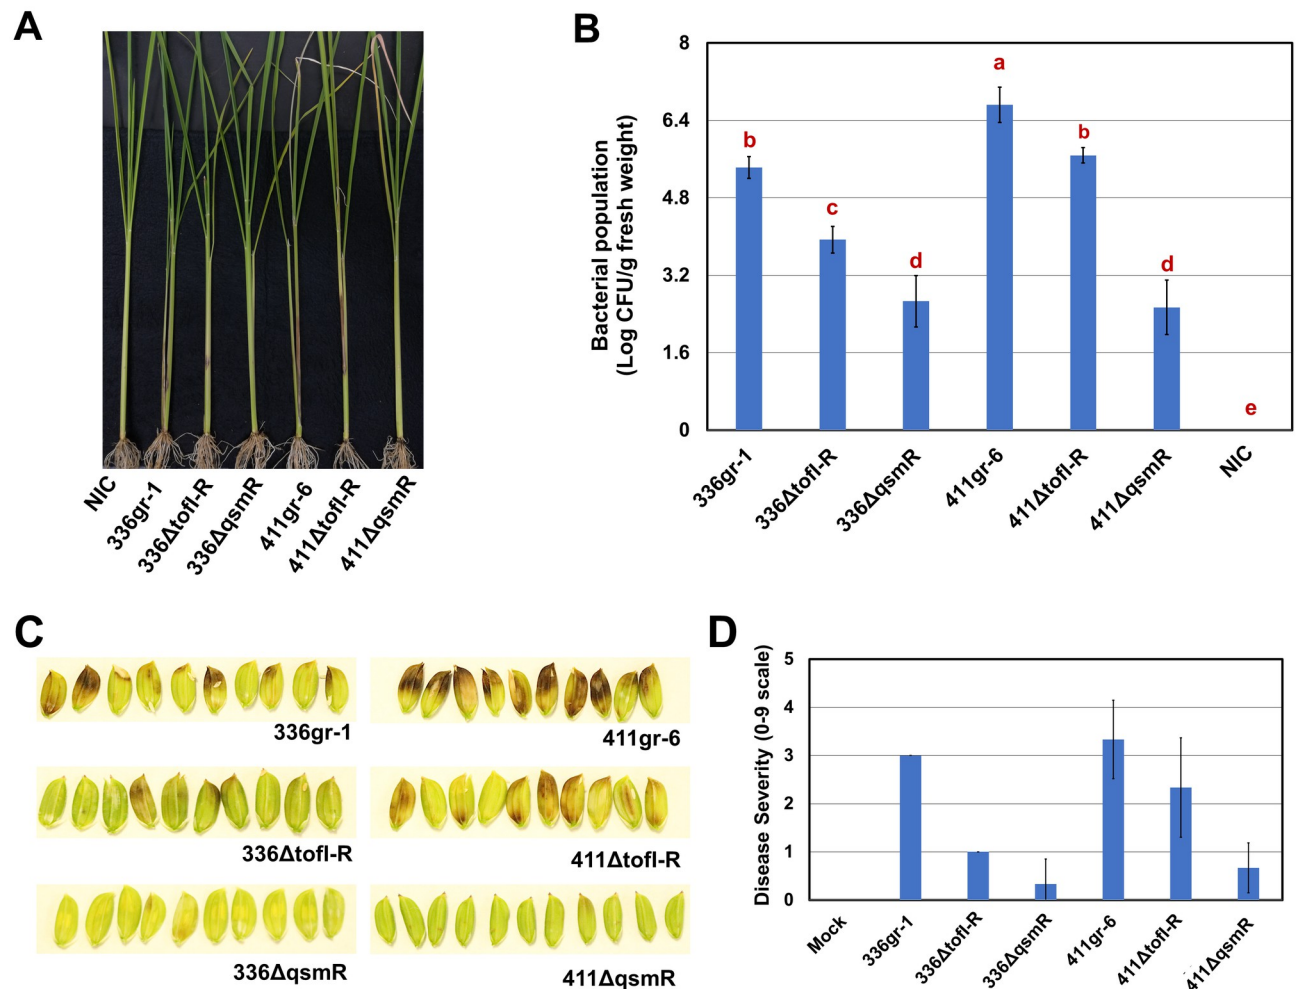 A
NIC
336gr-1
336ΔtofI-R
336ΔqsmR
411gr-6
411ΔtofI-R
411ΔqsmR
B
Bacterial population
(Log CFU/g fresh weight)
8
6.4
4.8
3.2
1.6
0
b
c
d
a
b
d
e
336gr-1
336ΔtofI-R
336ΔqsmR
411gr-6
411ΔtofI-R
411ΔqsmR
NIC
C
336gr-1
411gr-6
336ΔtofI-R
411ΔtofI-R
336ΔqsmR
411ΔqsmR
D
Disease Severity (0-9 scale)
5
4
3
2
1
0
Mock
336gr-1
336ΔtofI-R
336ΔqsmR
411gr-6
411ΔtofI-R
411ΔqsmR